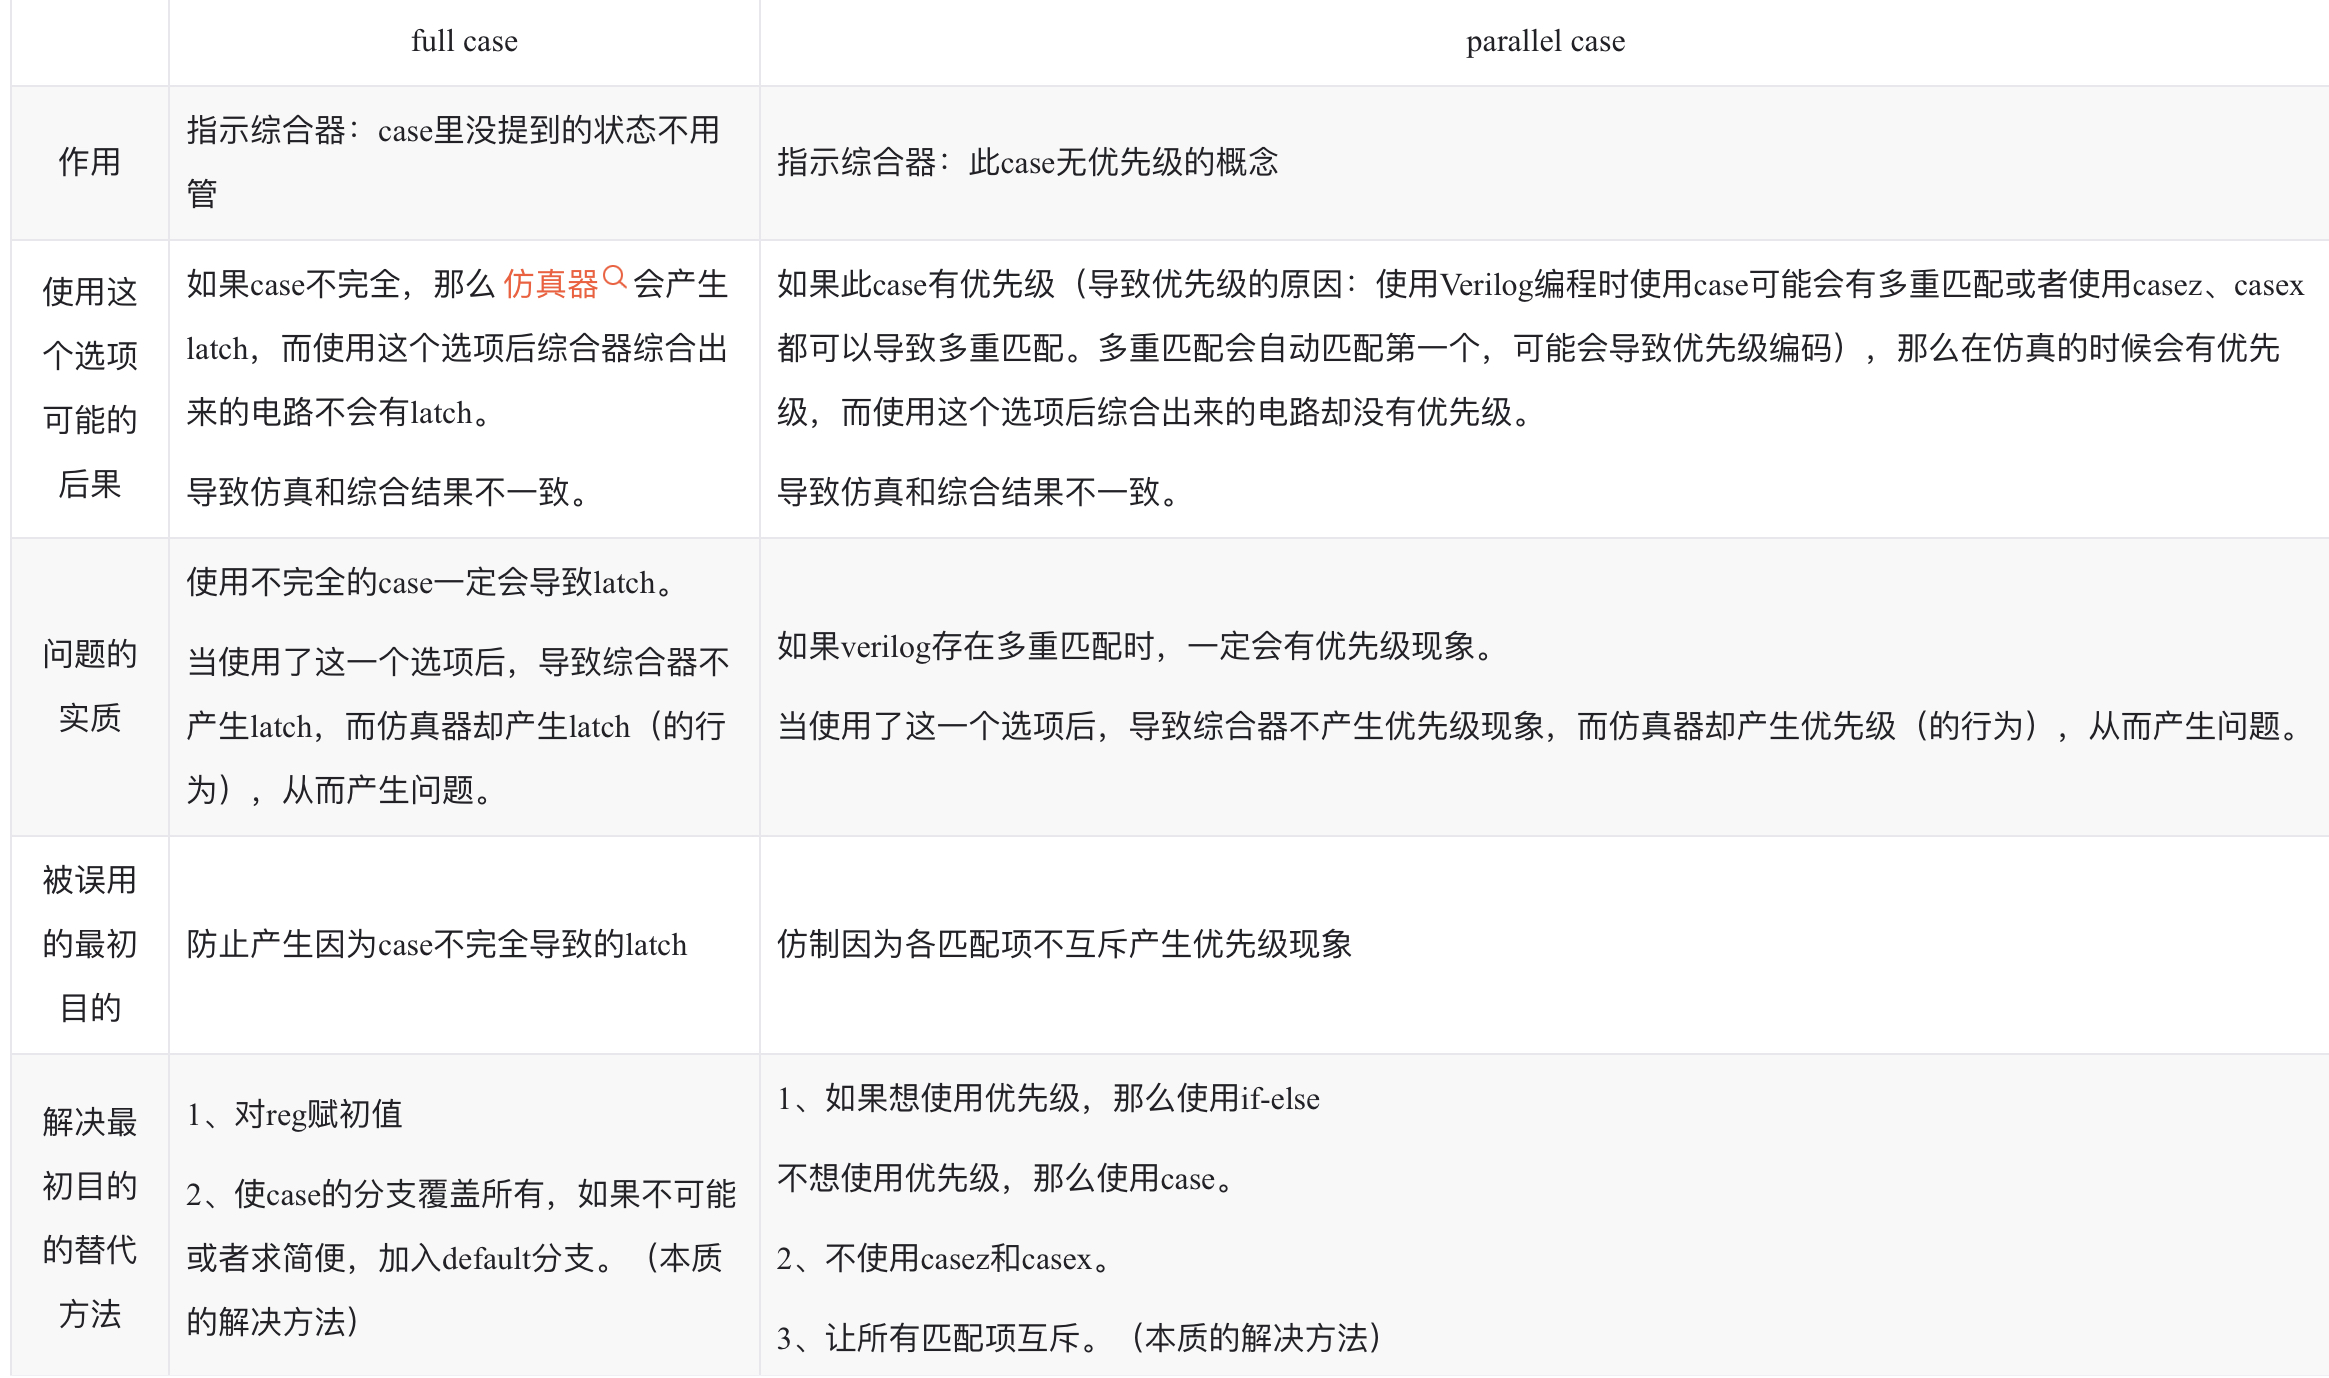 full case
parallel case
作用
指示综合器：case里没提到的状态不用
管
指示综合器：此case无优先级的概念
使用这
个选项
可能的
后果
如果case不完全，那么 仿真器 会产生
latch，而使用这个选项后综合器综合出
来的电路不会有latch。
导致仿真和综合结果不一致。
如果此case有优先级（导致优先级的原因：使用Verilog编程时使用case可能会有多重匹配或者使用casez、casex
都可以导致多重匹配。多重匹配会自动匹配第一个，可能会导致优先级编码），那么在仿真的时候会有优先
级，而使用这个选项后综合出来的电路却没有优先级。
导致仿真和综合结果不一致。
问题的
实质
使用不完全的case一定会导致latch。
当使用了这一个选项后，导致综合器不
产生latch，而仿真器却产生latch（的行
为），从而产生问题。
如果verilog存在多重匹配时，一定会有优先级现象。
当使用了这一个选项后，导致综合器不产生优先级现象，而仿真器却产生优先级（的行为），从而产生问题。
被误用
的最初
目的
防止产生因为case不完全导致的latch
仿制因为各匹配项不互斥产生优先级现象
解决最
初目的
的替代
方法
1、对reg赋初值
2、使case的分支覆盖所有，如果不可能
或者求简便，加入default分支。（本质
的解决方法）
1、如果想使用优先级，那么使用if-else
不想使用优先级，那么使用case。
2、不使用casez和casex。
3、让所有匹配项互斥。（本质的解决方法）